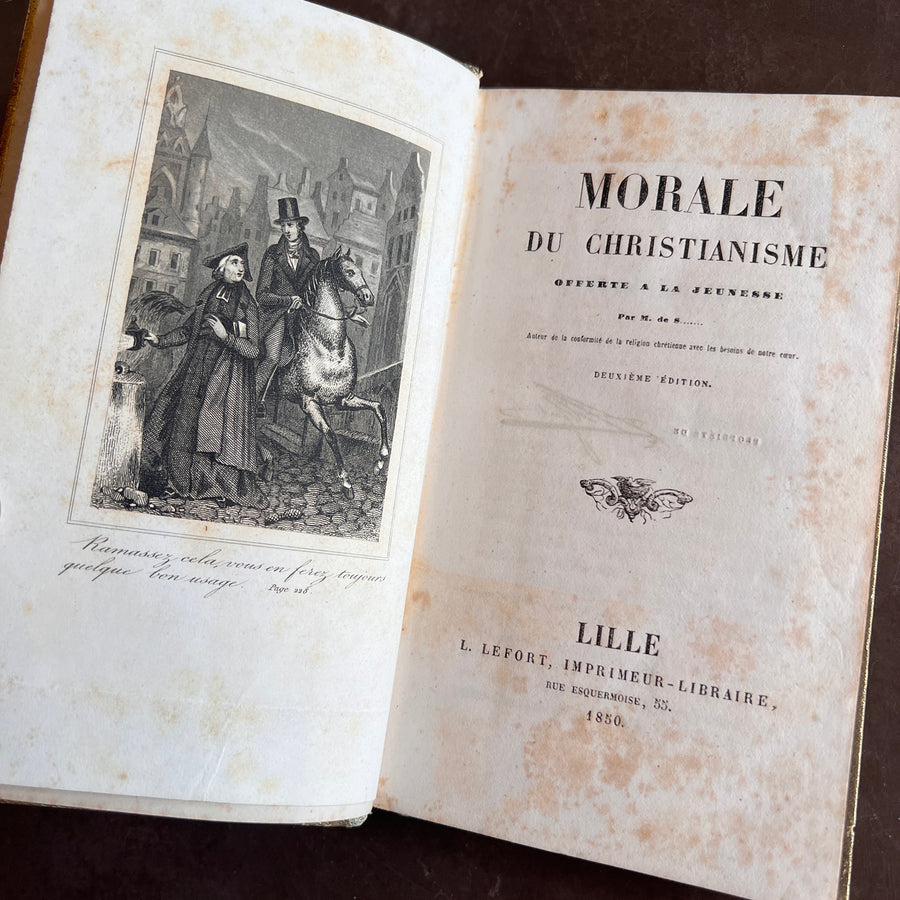 Ramassez cela, vous en ferez toujours
quelque bon usage. Page 226.
MORALE
DU CHRISTIANISME
OFFERTE A LA JEUNESSE
Par M. de S.......
Auteur de la conformité de la religion chrétienne avec les besoins de notre cœur.
DEUXIÈME ÉDITION.
PROPRIÉTÉ DE
LILLE
L. LEFORT, IMPRIMEUR-LIBRAIRE,
RUE ESQUERMOISE, 55.
1850.